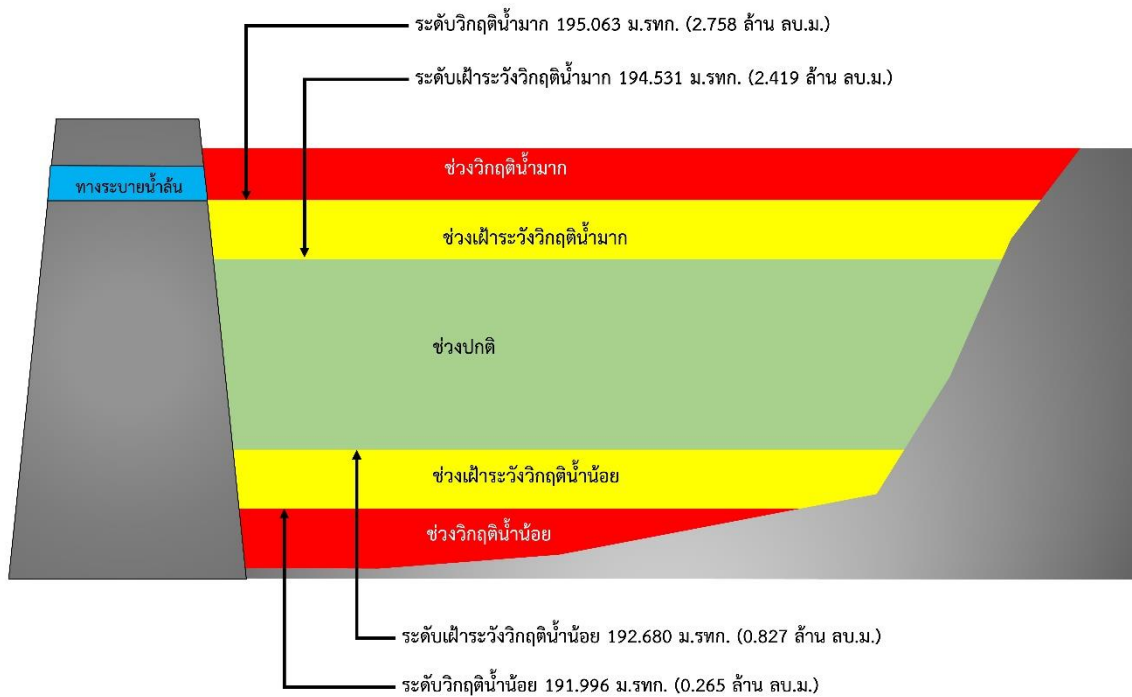 ระดับวิกฤติน้ำมาก 195.063 ม.รทก. (2.758 ล้าน ลบ.ม.)
ระดับเฝ้าระวังวิกฤติน้ำมาก 194.531 ม.รทก. (2.419 ล้าน ลบ.ม.)
ช่วงวิกฤติน้ำมาก
ทางระบายน้ำล้น
ช่วงเฝ้าระวังวิกฤติน้ำมาก
ช่วงปกติ
ช่วงเฝ้าระวังวิกฤติน้ำน้อย
ช่วงวิกฤติน้ำน้อย
ระดับเฝ้าระวังวิกฤติน้ำน้อย 192.680 ม.รทก. (0.827 ล้าน ลบ.ม.)
ระดับวิกฤติน้ำน้อย 191.996 ม.รทก. (0.265 ล้าน ลบ.ม.)